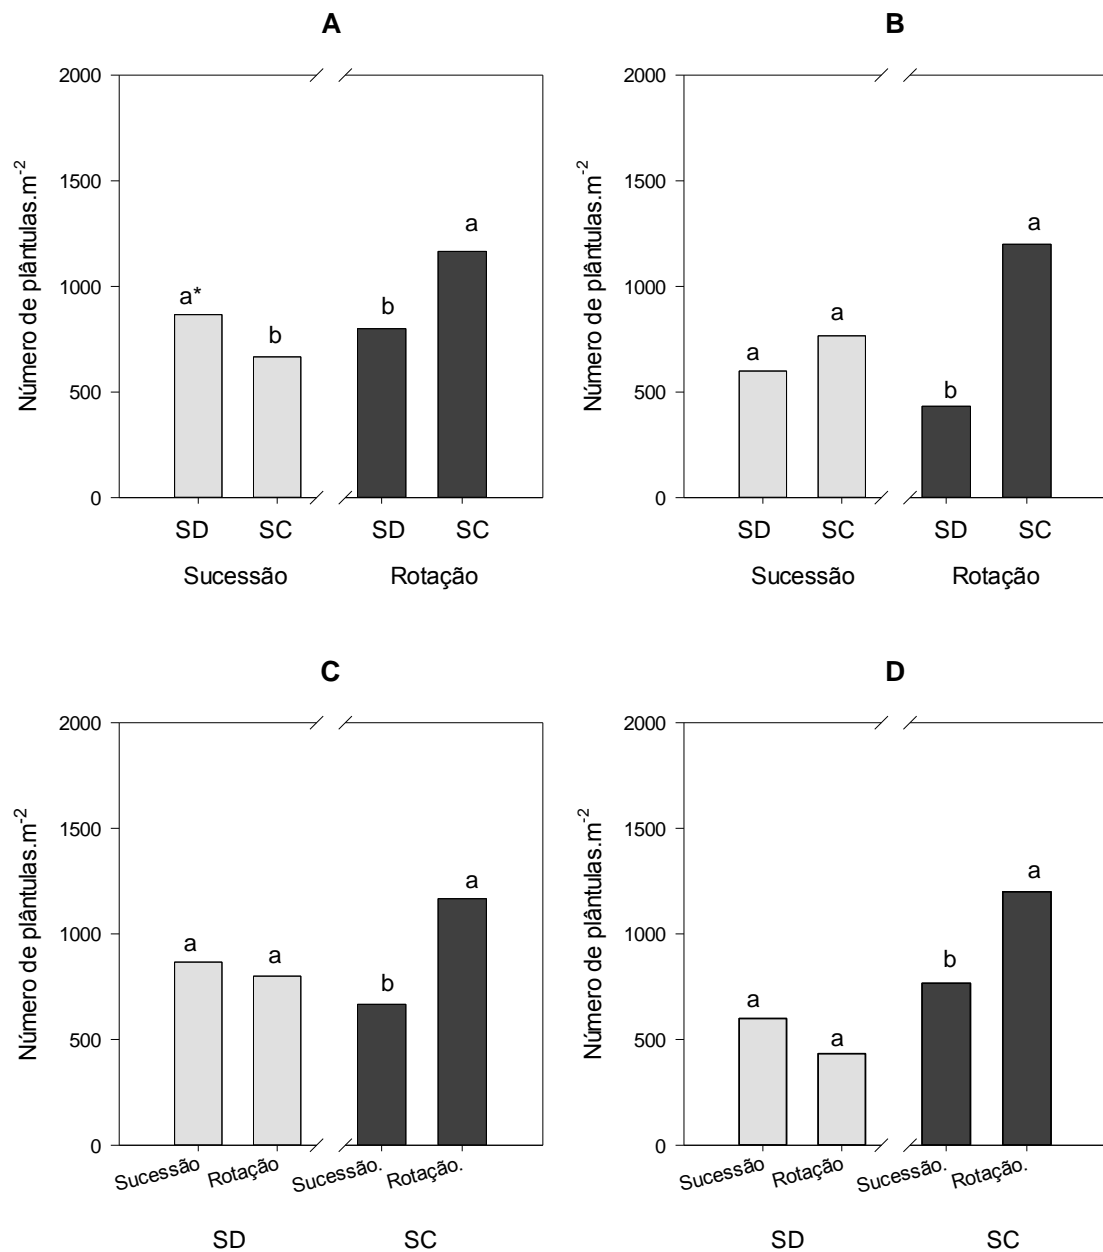 A
Número de plântulas.m-2
2000
1500
1000
500
0
a*
b
b
a
SD SC SD SC
Sucessão Rotação
B
Número de plântulas.m-2
2000
1500
1000
500
0
a
a
b
a
SD SC SD SC
Sucessão Rotação
C
Número de plântulas.m-2
2000
1500
1000
500
0
a
a
b
a
Sucessão Rotação Sucessão. Rotação.
SD SC
D
Número de plântulas.m-2
2000
1500
1000
500
0
a
a
b
a
Sucessão Rotação Sucessão. Rotação.
SD SC